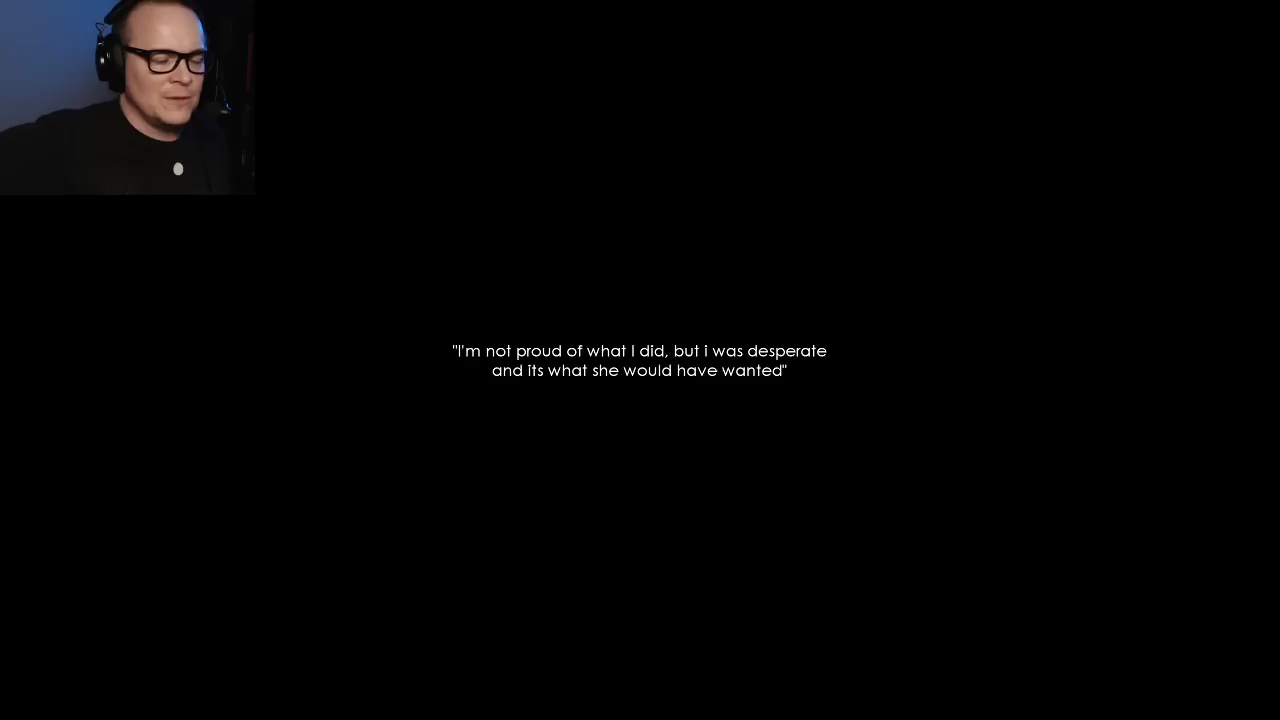 "I'm not proud of what I did, but i was desperate
and its what she would have wanted"